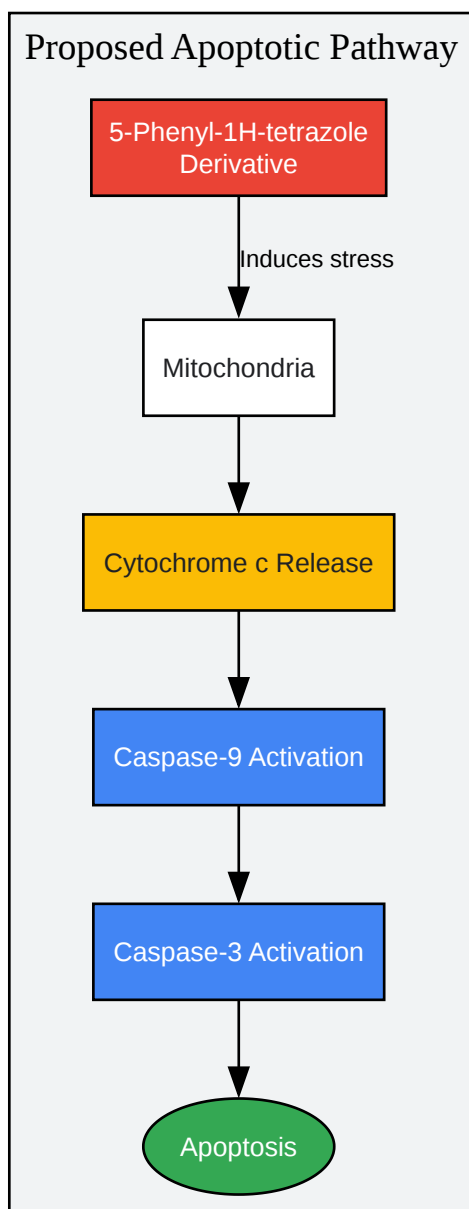 Proposed Apoptotic Pathway
5-Phenyl-1H-tetrazole
Derivative
Induces stress
Mitochondria
Cytochrome c Release
Caspase-9 Activation
Caspase-3 Activation
Apoptosis